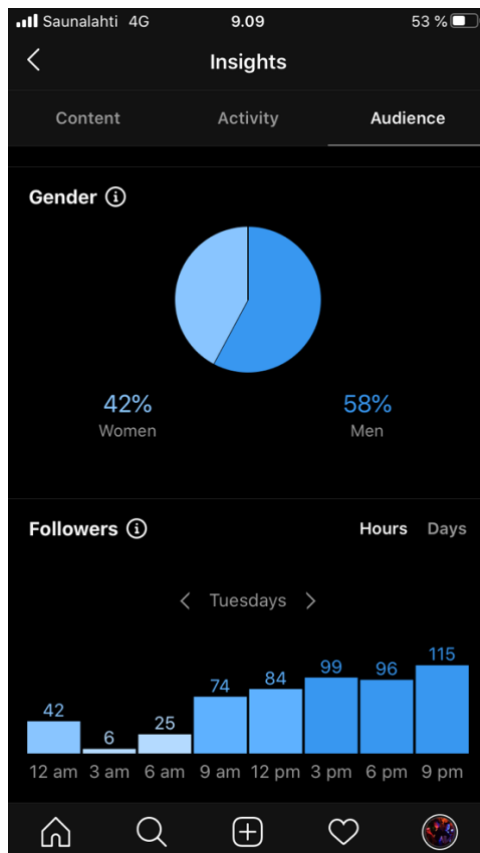 Saunalahti 4G 9.09 53 %
Insights
Content Activity Audience
Gender
42% 58%
Women Men
Followers Hours Days
Tuesdays
42 6 25 74 84 99 96 115
12 am 3 am 6 am 9 am 12 pm 3 pm 6 pm 9 pm